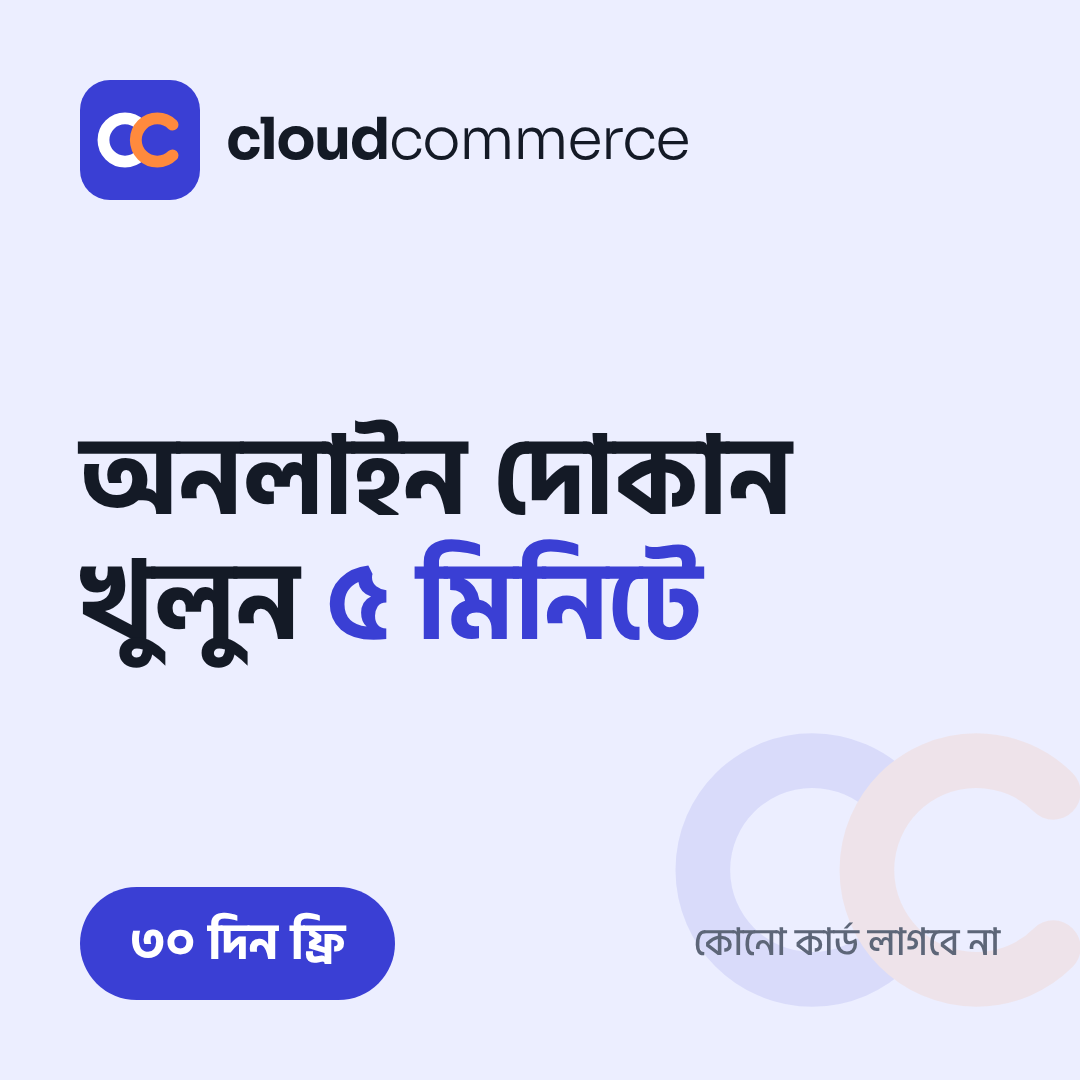 cloudcommerce
অনলাইন দোকান
খুলুন ৫ মিনিটে
৩০ দিন ফ্রি
কোনো কার্ড লাগবে না